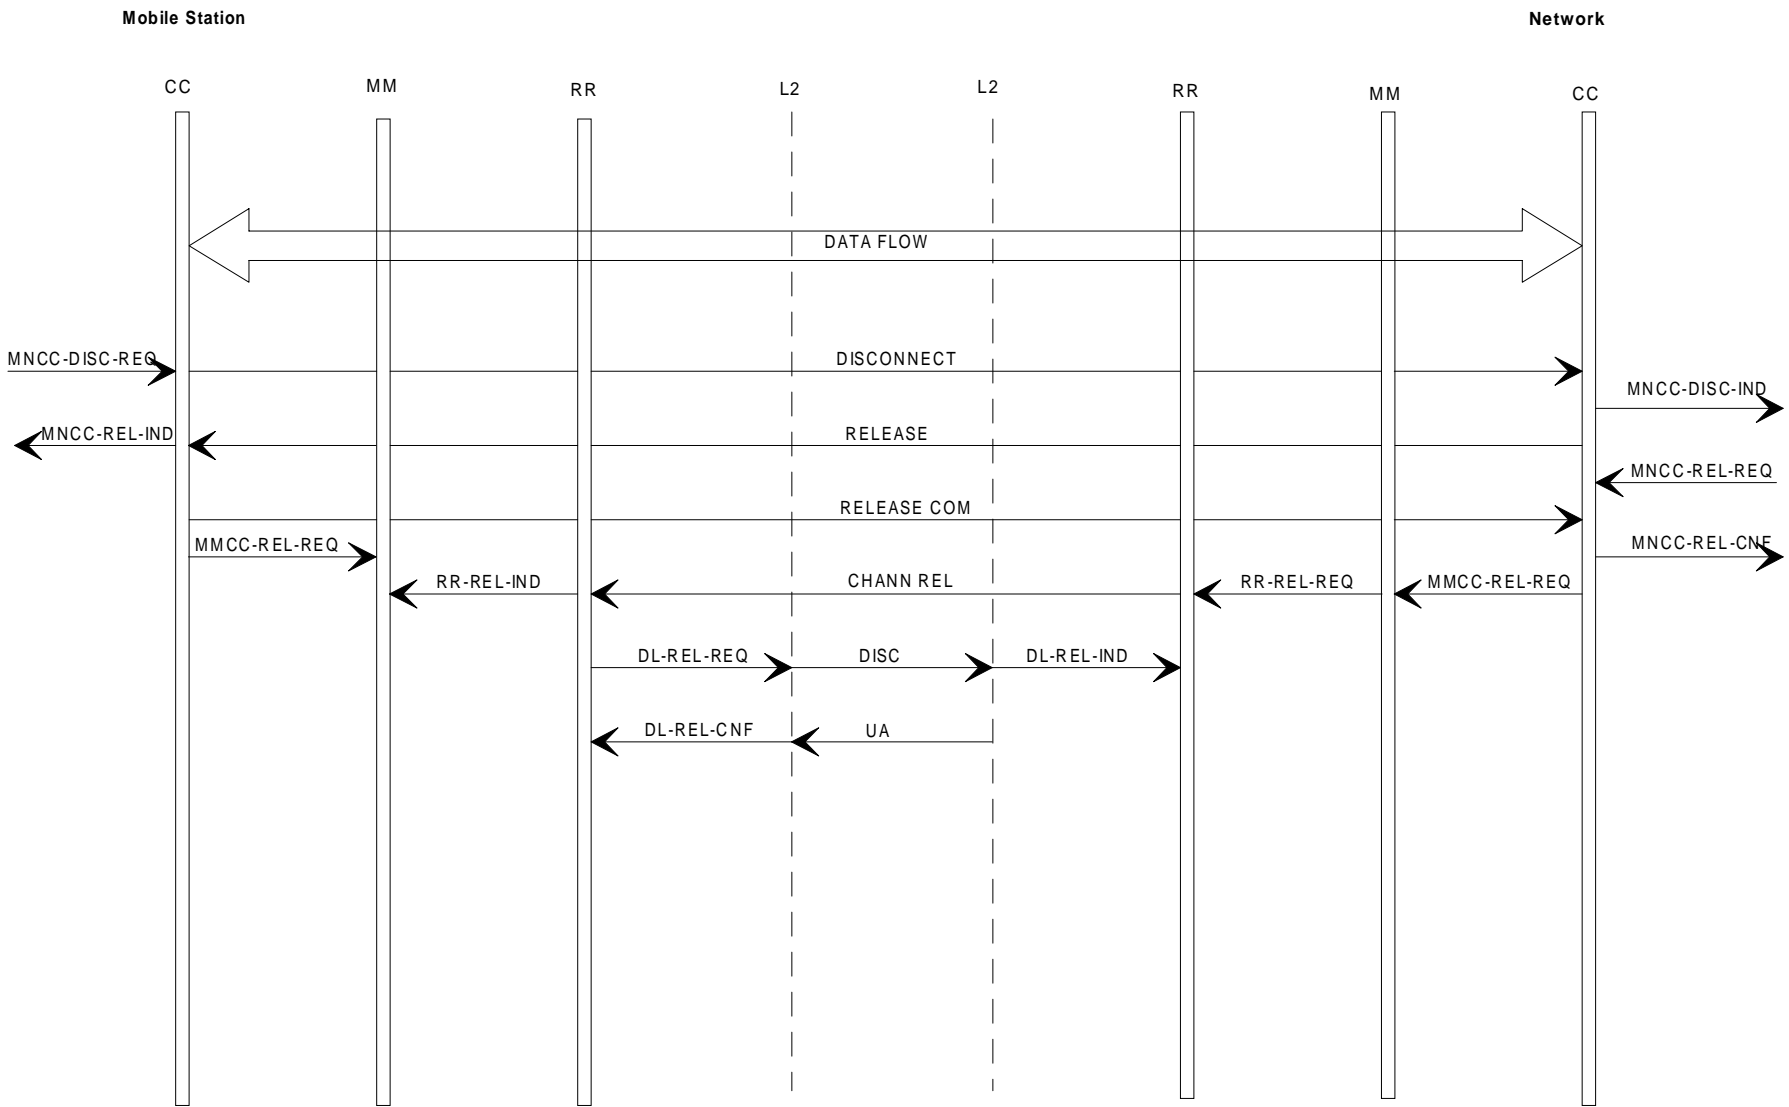 Mobile Station
Network
CC
MM
RR
L2
L2
RR
MM
CC
DATA FLOW
MNCC-DISC-REQ
DISCONNECT
MNCC-DISC-IND
MNCC-REL-IND
RELEASE
MNCC-REL-REQ
RELEASE COM
MMCC-REL-REQ
MNCC-REL-CNF
RR-REL-IND
CHANN REL
RR-REL-REQ
MMCC-REL-REQ
DL-REL-REQ
DISC
DL-REL-IND
DL-REL-CNF
UA